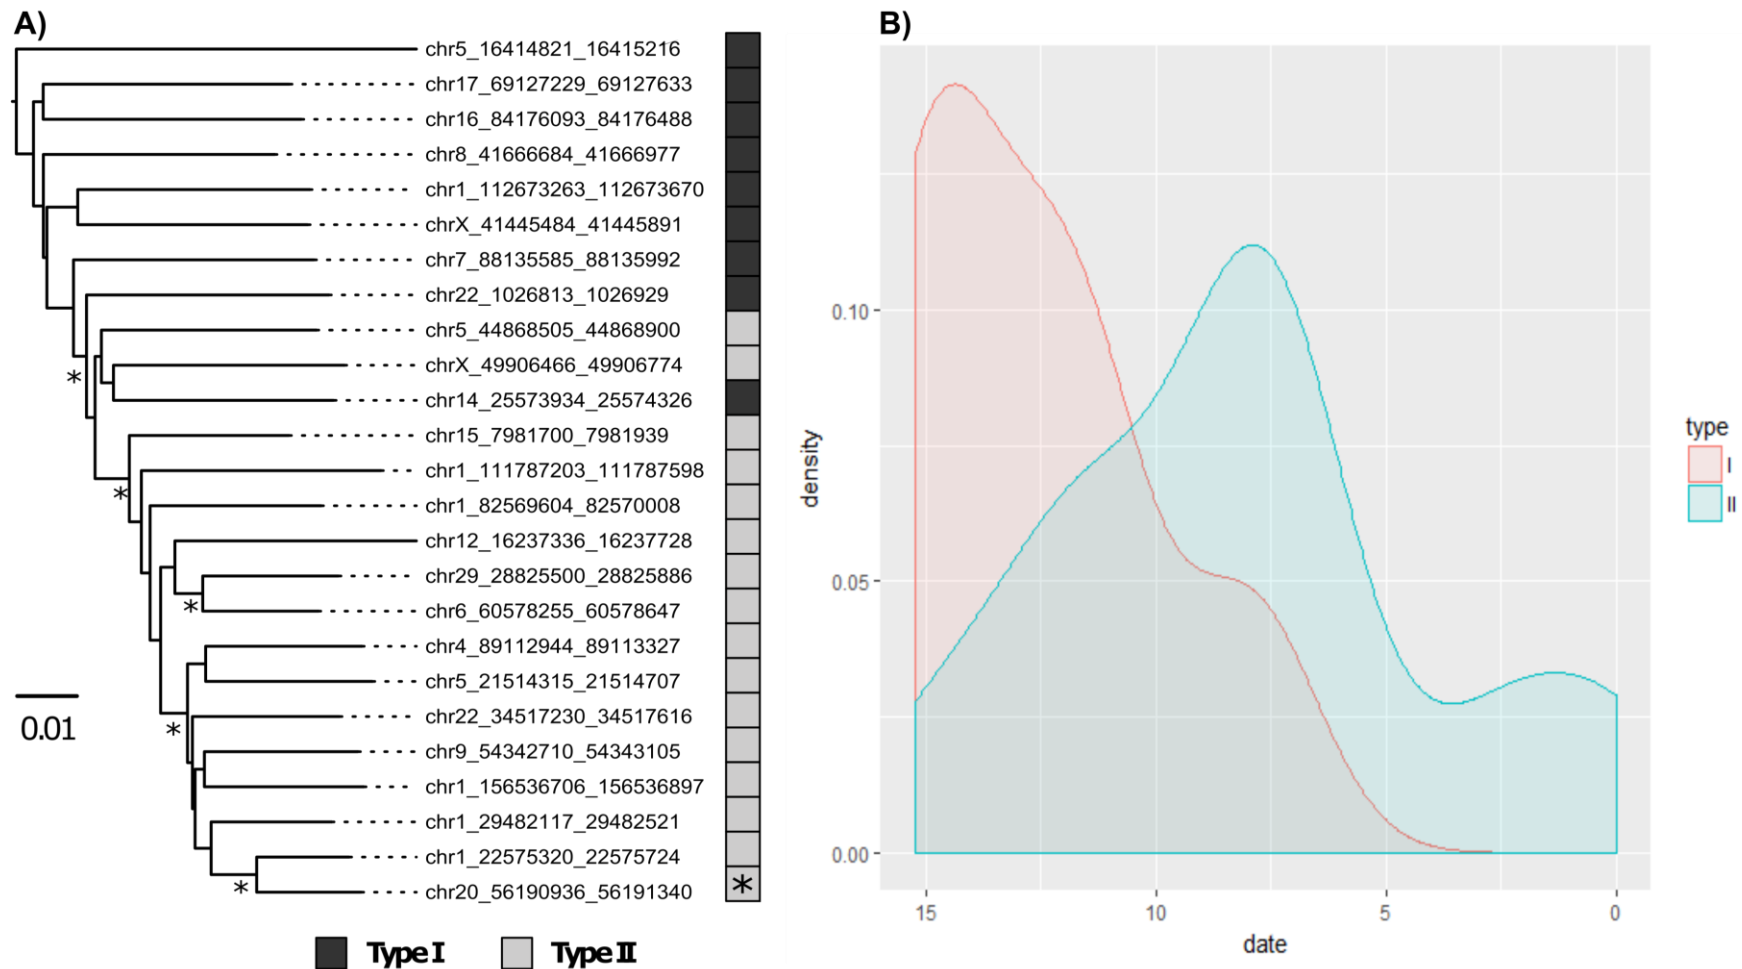 A)
chr5_16414821_16415216
chr17_69127229_69127633
chr16_84176093_84176488
chr8_41666684_41666977
chr1_112673263_112673670
chrX_41445484_41445891
chr7_88135585_88135992
chr22_1026813_1026929
chr5_44868505_44868900
chrX_49906466_49906774
*
chr14_25573934_25574326
chr15_7981700_7981939
chr1_111787203_111787598
*
chr1_82569604_82570008
chr12_16237336_16237728
chr29_28825500_28825886
*
chr6_60578255_60578647
chr4_89112944_89113327
chr5_21514315_21514707
0.01
chr22_34517230_34517616
*
chr9_54342710_54343105
chr1_156536706_156536897
chr1_29482117_29482521
chr1_22575320_22575724
*
chr20_56190936_56191340 *
Type I Type II
B)
density
0.10
0.05
0.00
15 10 5 0
date
type
I
II